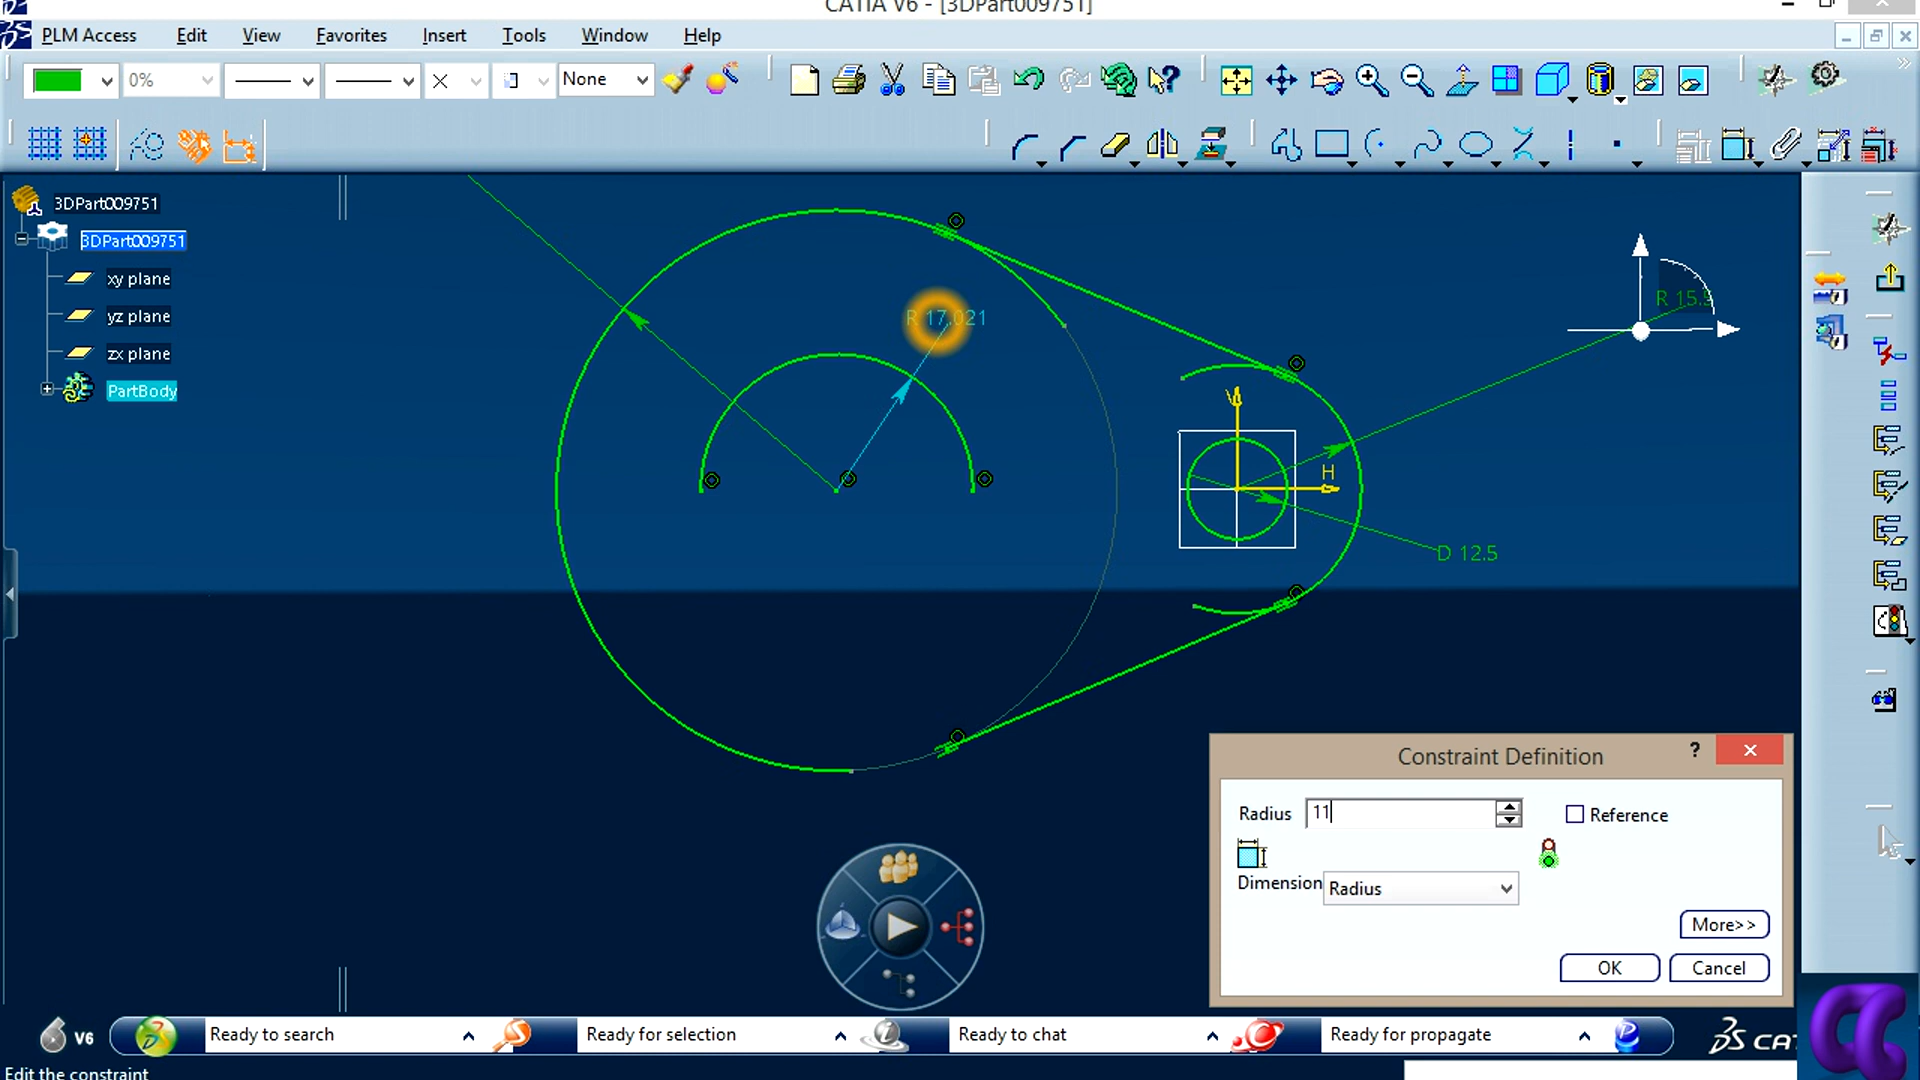 CATIA V6 - [3DPart009751]
PLM Access Edit View Favorites Insert Tools Window Help
0% None
3DPart009751
3DPart009751
xy plane
yz plane
zx plane
PartBody
R 17.021
R 15.5
V
H
D 12.5
Constraint Definition ?
Radius 11 Reference
Dimension Radius
More>>
OK Cancel
V6 Ready to search Ready for selection Ready to chat Ready for propagate CA
Edit the constraint